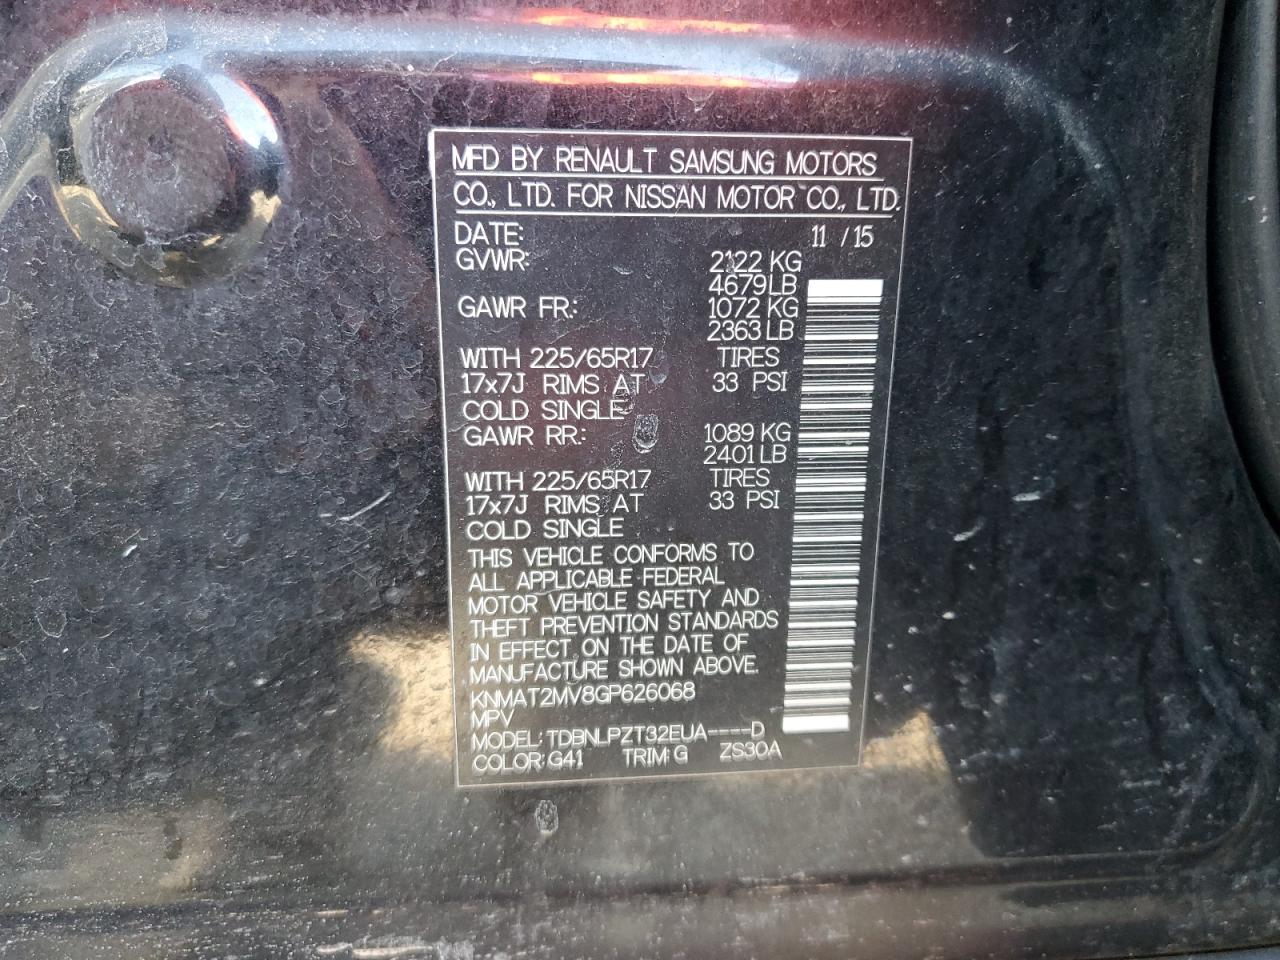 MFD BY RENAULT SAMSUNG MOTORS
CO., LTD. FOR NISSAN MOTOR CO., LTD.
DATE: 11 / 15
GVWR: 2122 KG
4679 LB
GAWR FR.: 1072 KG
2363 LB
WITH 225/65R17 TIRES
17x7J RIMS AT 33 PSI
COLD SINGLE
GAWR RR.: 1089 KG
2401 LB
WITH 225/65R17 TIRES
17x7J RIMS AT 33 PSI
COLD SINGLE
THIS VEHICLE CONFORMS TO
ALL APPLICABLE FEDERAL
MOTOR VEHICLE SAFETY AND
THEFT PREVENTION STANDARDS
IN EFFECT ON THE DATE OF
MANUFACTURE SHOWN ABOVE.
KNMAT2MV8GP626068
MPV
MODEL: TDBNLPZT32EUA----D
COLOR: G41 TRIM: G ZS30A